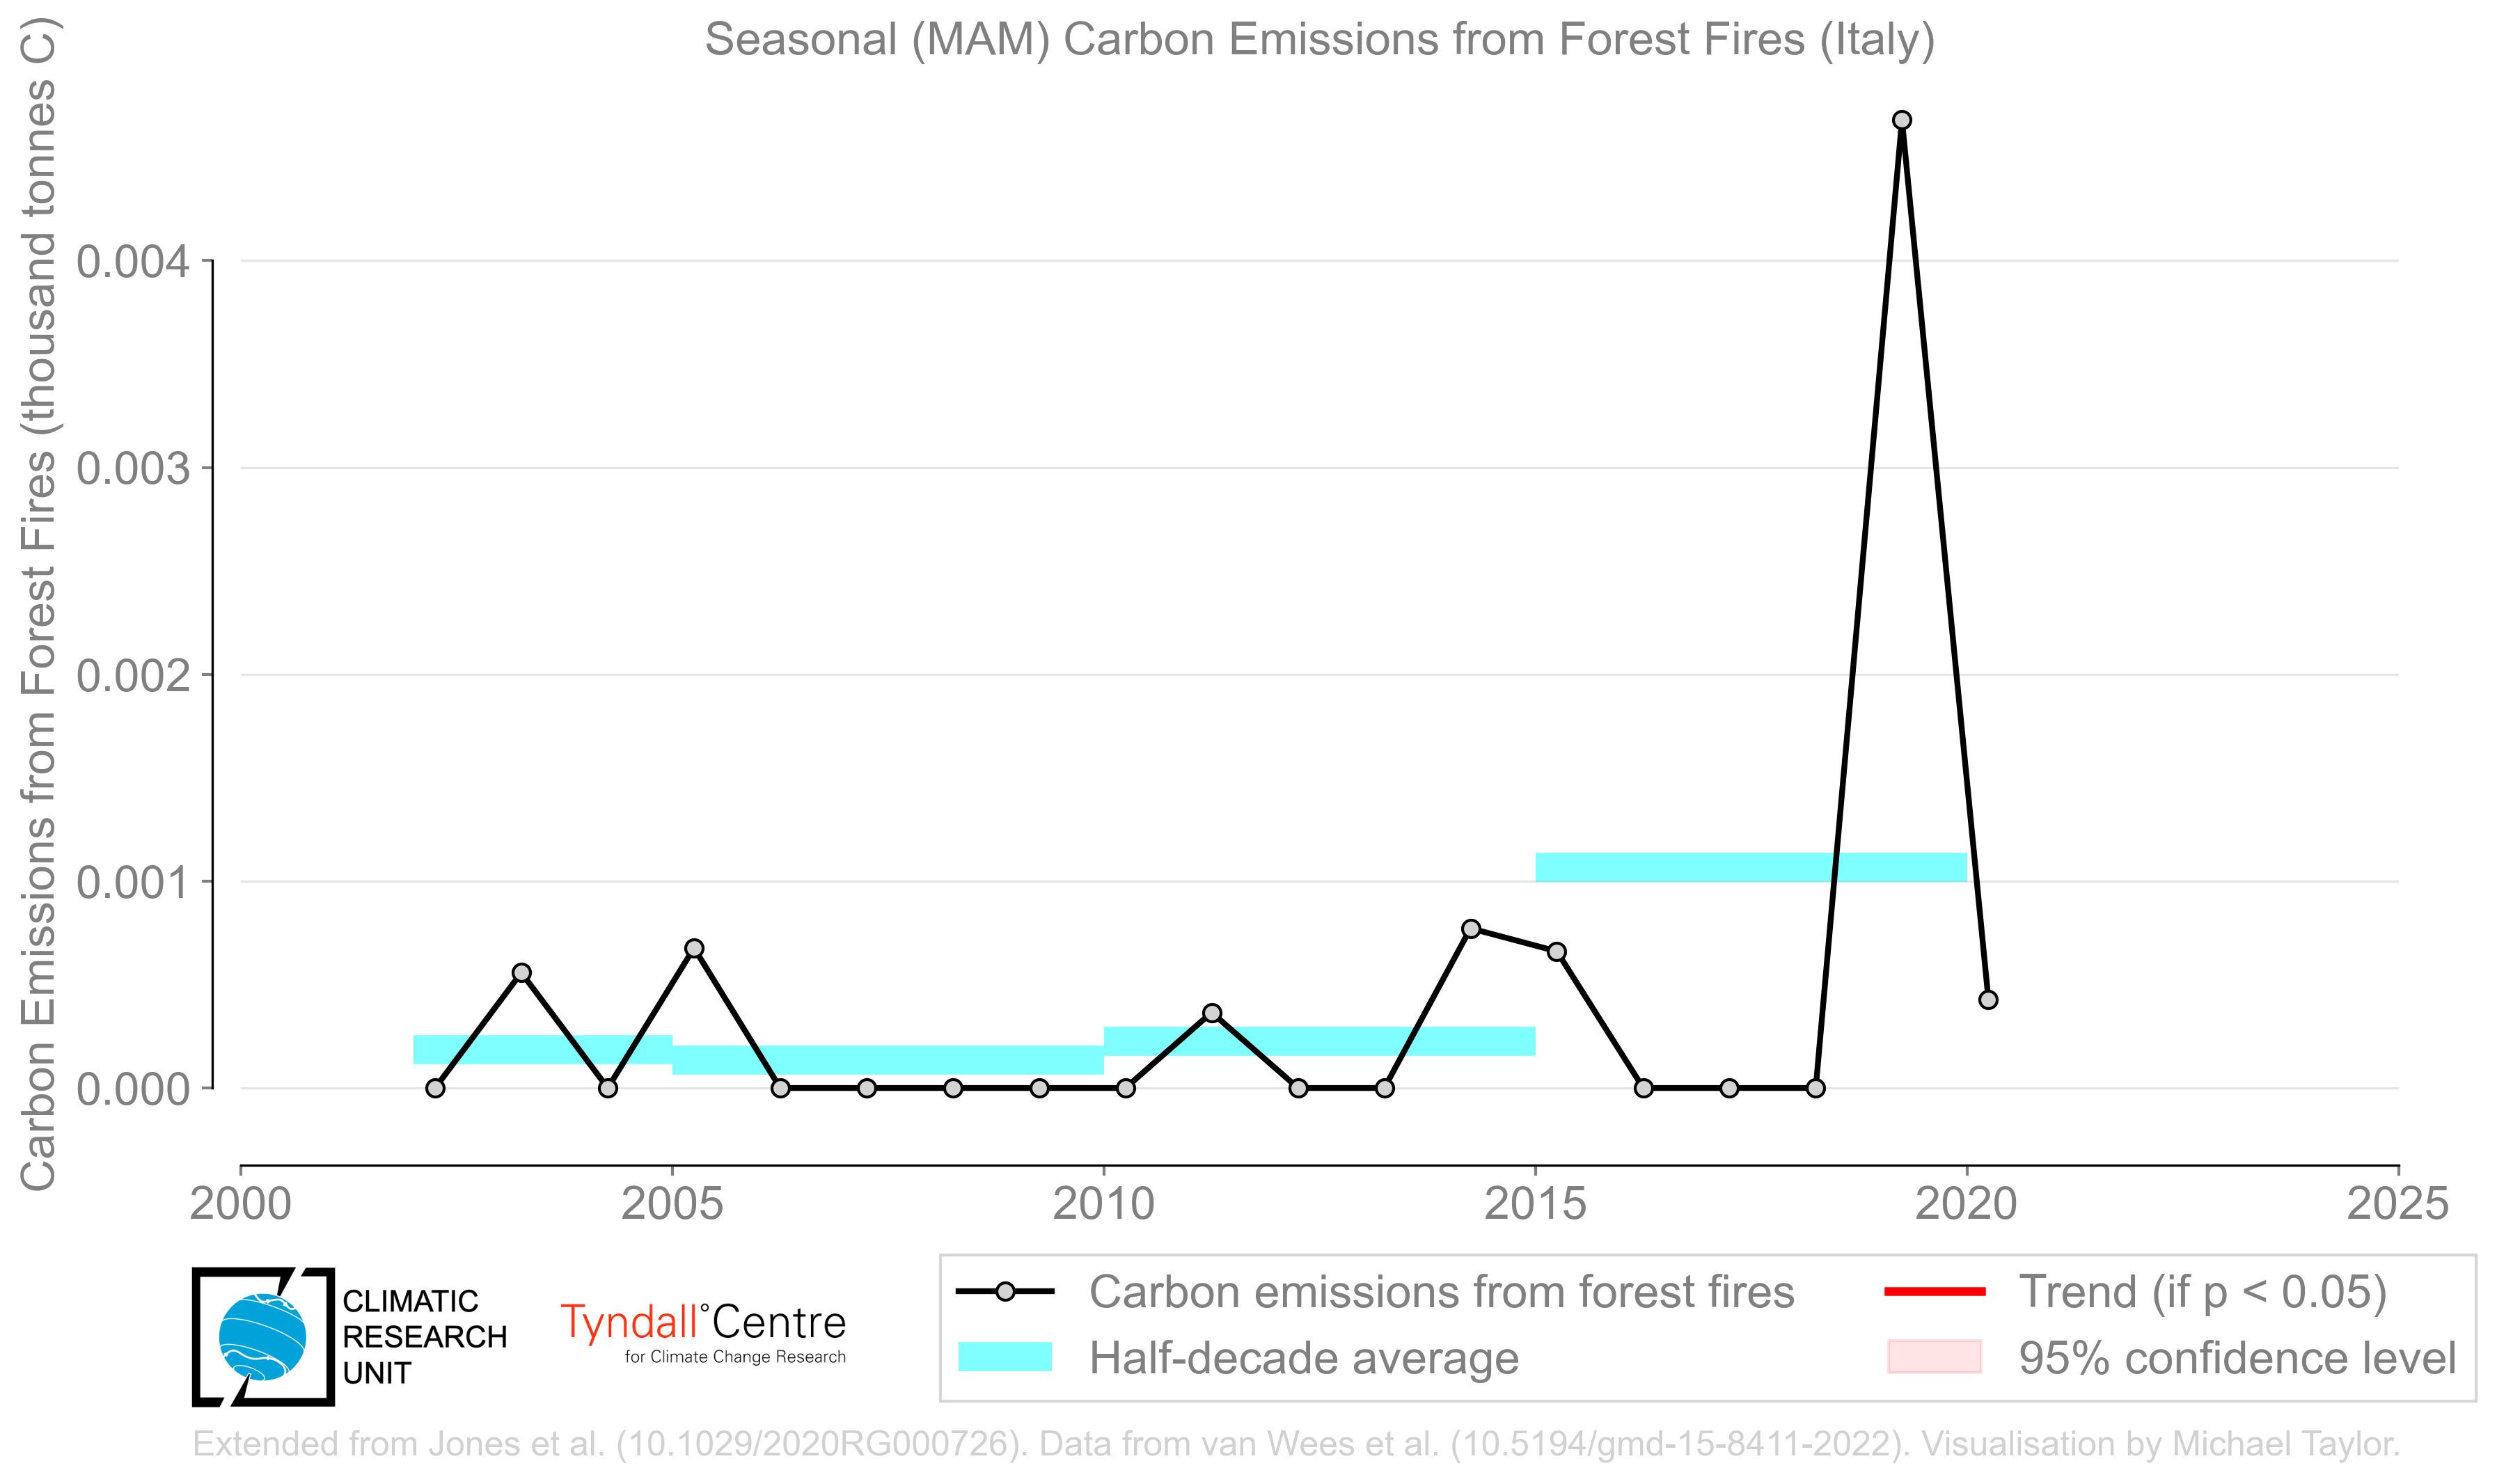 Seasonal (MAM) Carbon Emissions from Forest Fires (Italy)
Carbon Emissions from Forest Fires (thousand tonnes C)
0.004
0.003
0.002
0.001
0.000
2000 2005 2010 2015 2020 2025
CLIMATIC
RESEARCH
UNIT
Tyndall°Centre
for Climate Change Research
Carbon emissions from forest fires
Half-decade average
Trend (if p < 0.05)
95% confidence level
Extended from Jones et al. (10.1029/2020RG000726). Data from van Wees et al. (10.5194/gmd-15-8411-2022). Visualisation by Michael Taylor.